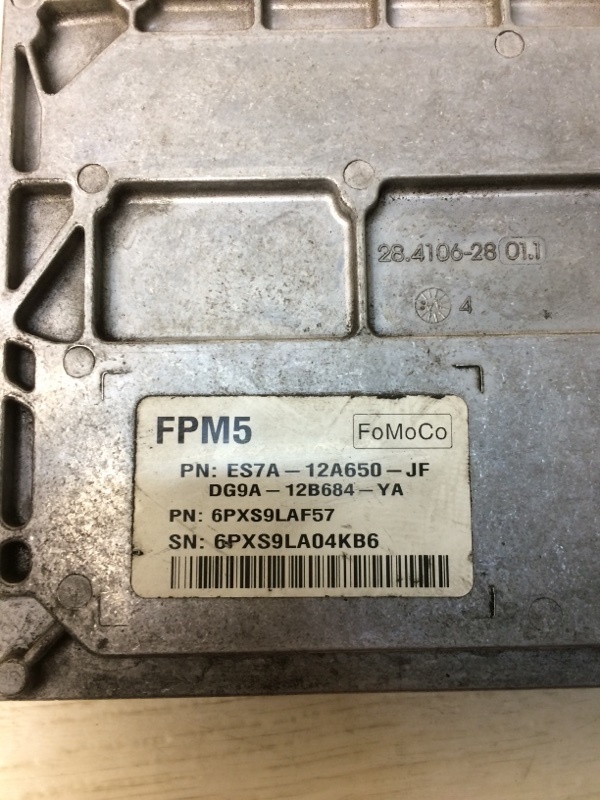 28.4106-28 01.1
4
FPM5 FoMoCo
PN: ES7A-12A650-JF
DG9A-12B684-YA
PN: 6PXS9LAF57
SN: 6PXS9LA04KB6